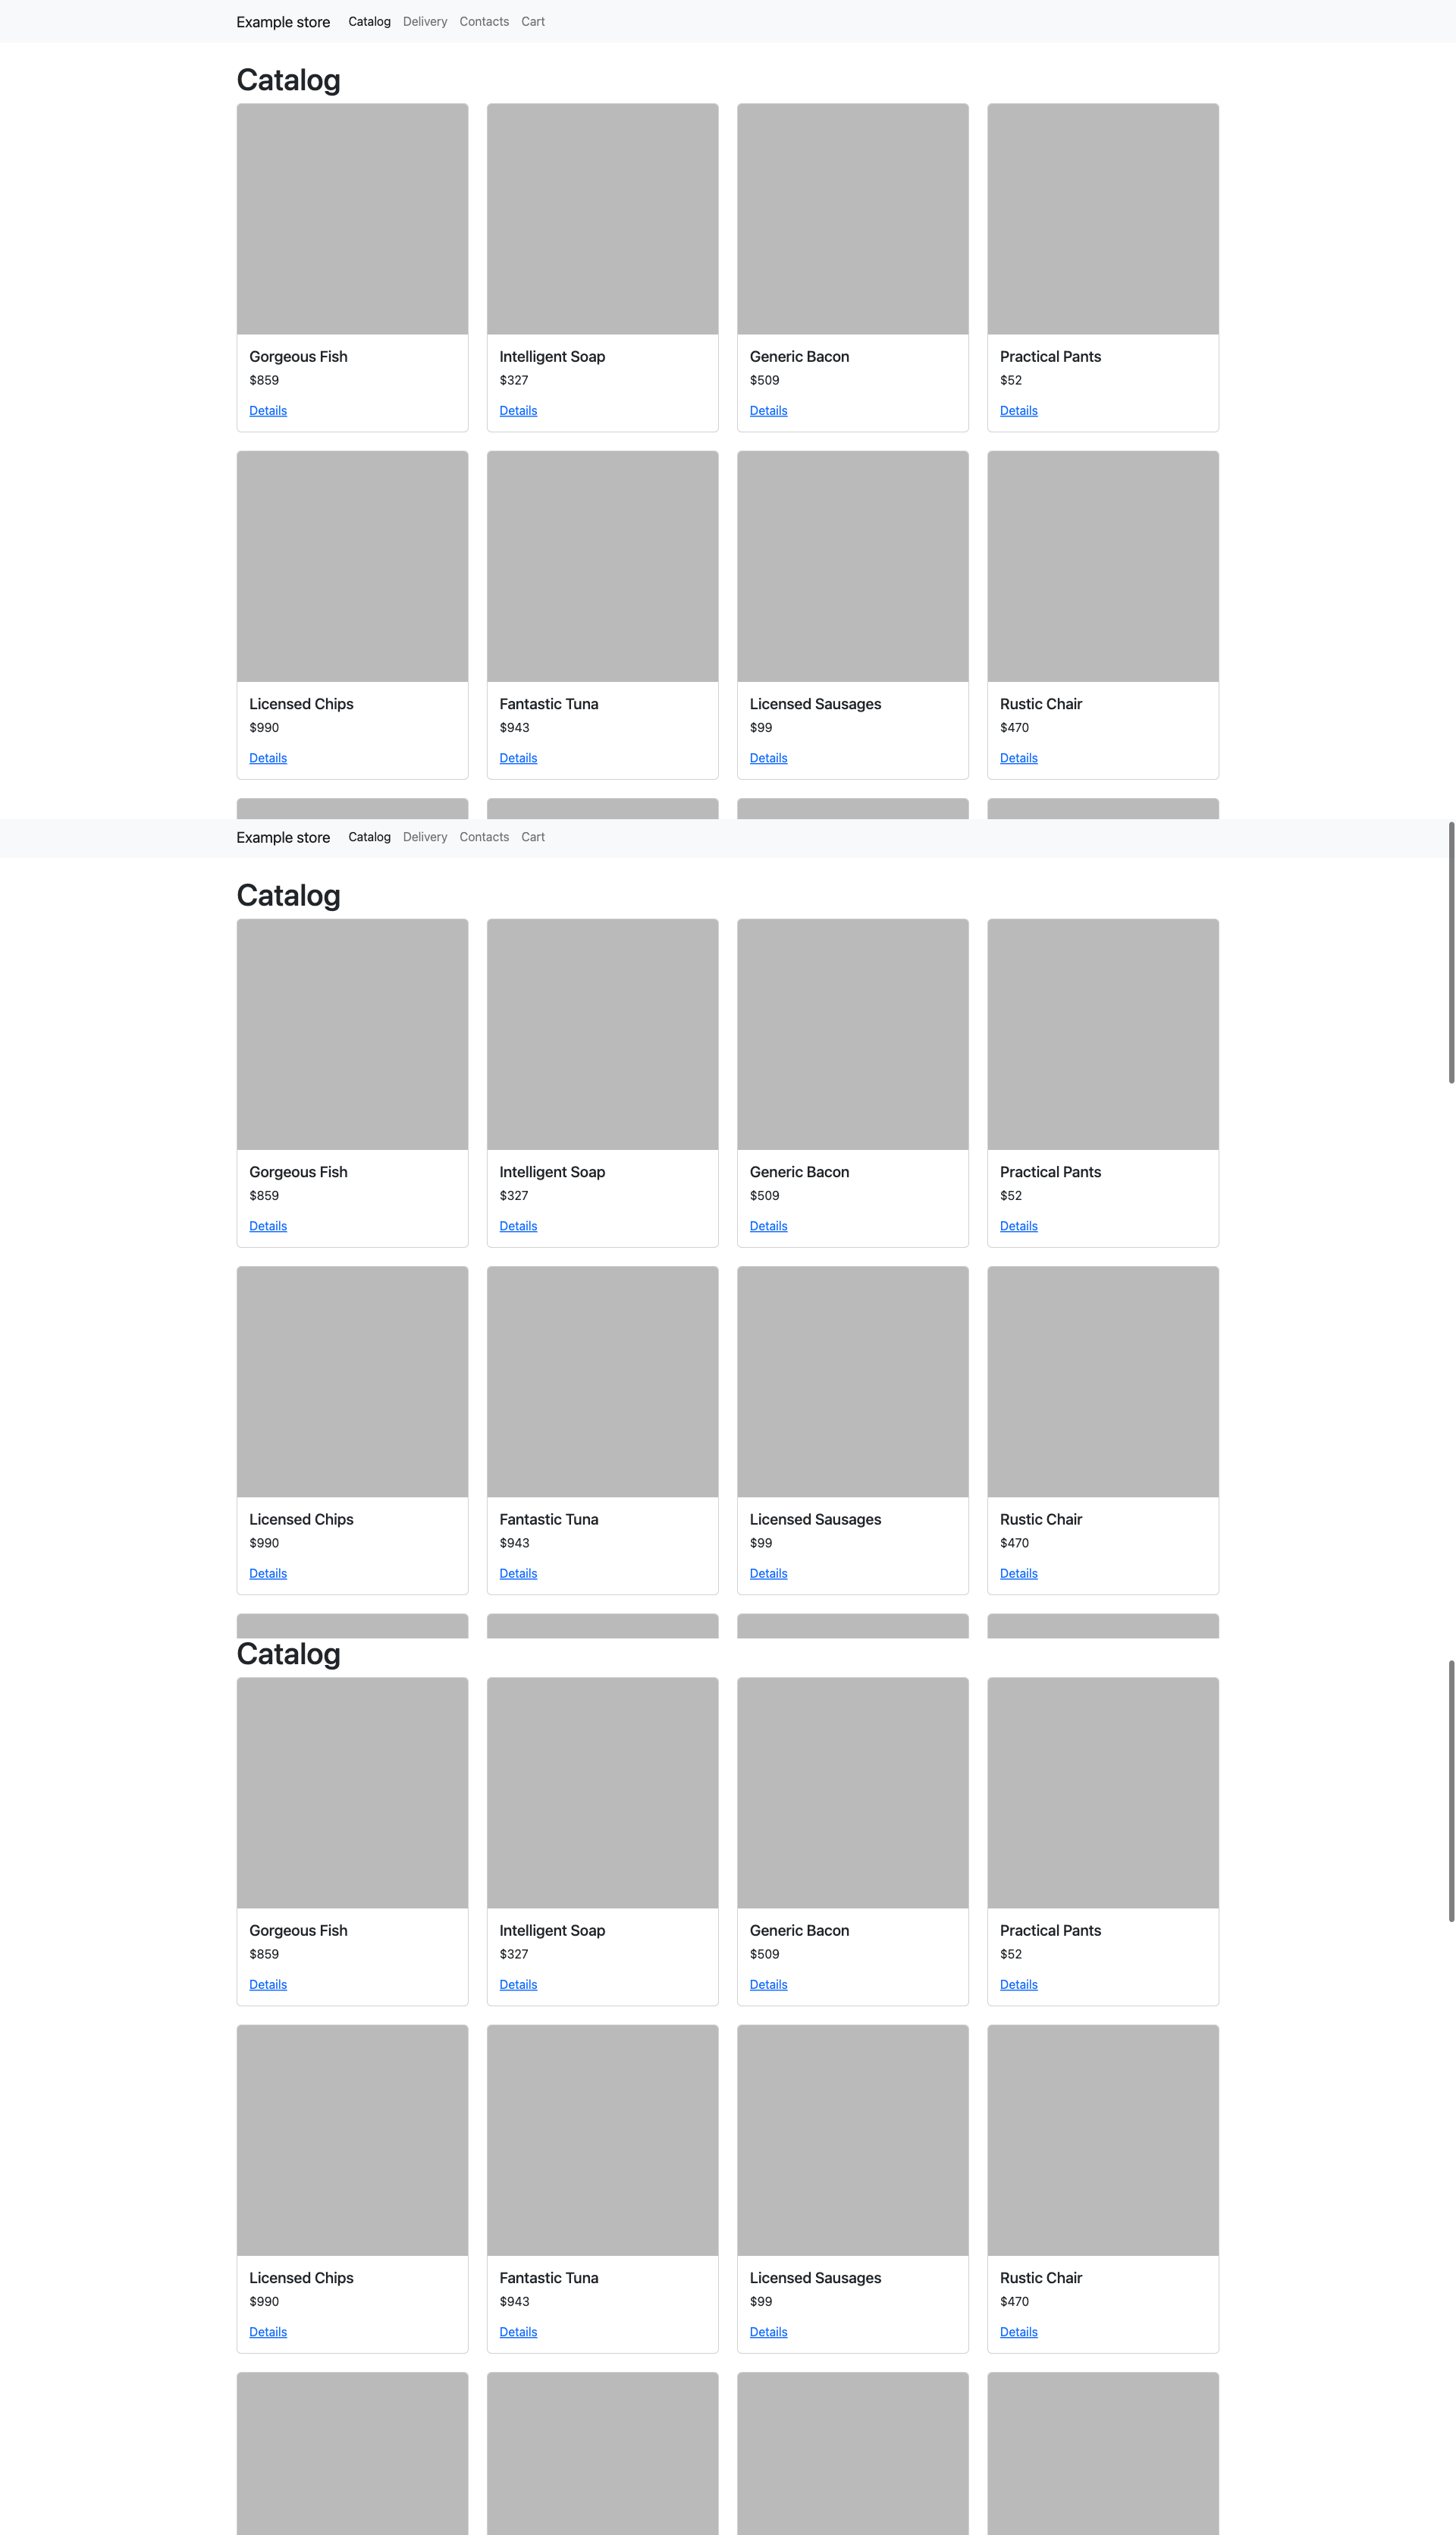 Example store Catalog Delivery Contacts Cart
Catalog
Gorgeous Fish Intelligent Soap Generic Bacon Practical Pants
$859 $327 $509 $52
Details Details Details Details
Licensed Chips Fantastic Tuna Licensed Sausages Rustic Chair
$990 $943 $99 $470
Details Details Details Details
Example store Catalog Delivery Contacts Cart
Catalog
Gorgeous Fish Intelligent Soap Generic Bacon Practical Pants
$859 $327 $509 $52
Details Details Details Details
Licensed Chips Fantastic Tuna Licensed Sausages Rustic Chair
$990 $943 $99 $470
Details Details Details Details
Catalog
Gorgeous Fish Intelligent Soap Generic Bacon Practical Pants
$859 $327 $509 $52
Details Details Details Details
Licensed Chips Fantastic Tuna Licensed Sausages Rustic Chair
$990 $943 $99 $470
Details Details Details Details